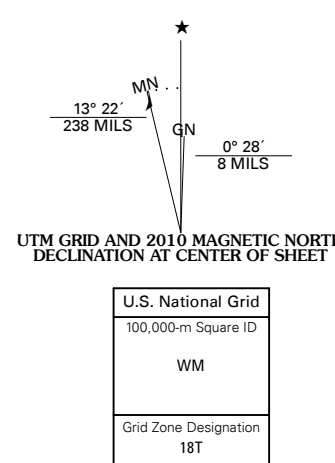 MN
13° 22´
238 MILS
GN
0° 28´
8 MILS
UTM GRID AND 2010 MAGNETIC NORTH
DECLINATION AT CENTER OF SHEET
U.S. National Grid
100,000-m Square ID
WM
Grid Zone Designation
18T